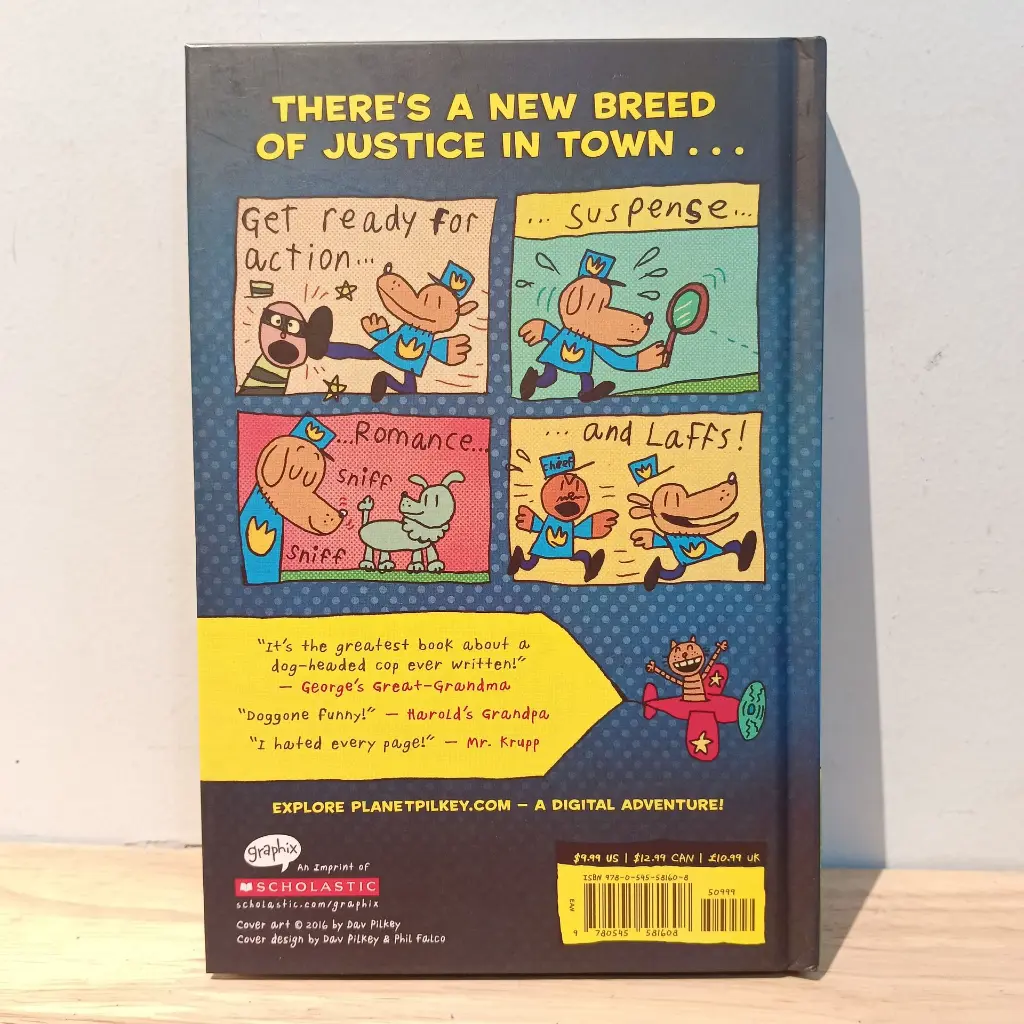 THERE'S A NEW BREED
OF JUSTICE IN TOWN . . .
Get ready for
action...
... suspense...
...Romance...
sniff
sniff
... and Laffs!
cheef
"It's the greatest book about a
dog-headed cop ever written!"
— George's Great-Grandma
"Doggone funny!" — Harold's Grandpa
"I hated every page!" — Mr. Krupp
EXPLORE PLANETPILKEY.COM — A DIGITAL ADVENTURE!
graphix
An Imprint of
SCHOLASTIC
scholastic.com/graphix
Cover art © 2016 by Dav Pilkey
Cover design by Dav Pilkey & Phil Falco
$9.99 US | $12.99 CAN | £10.99 UK
ISBN 978-0-545-58160-8
50999
EAN
9 780545 581608